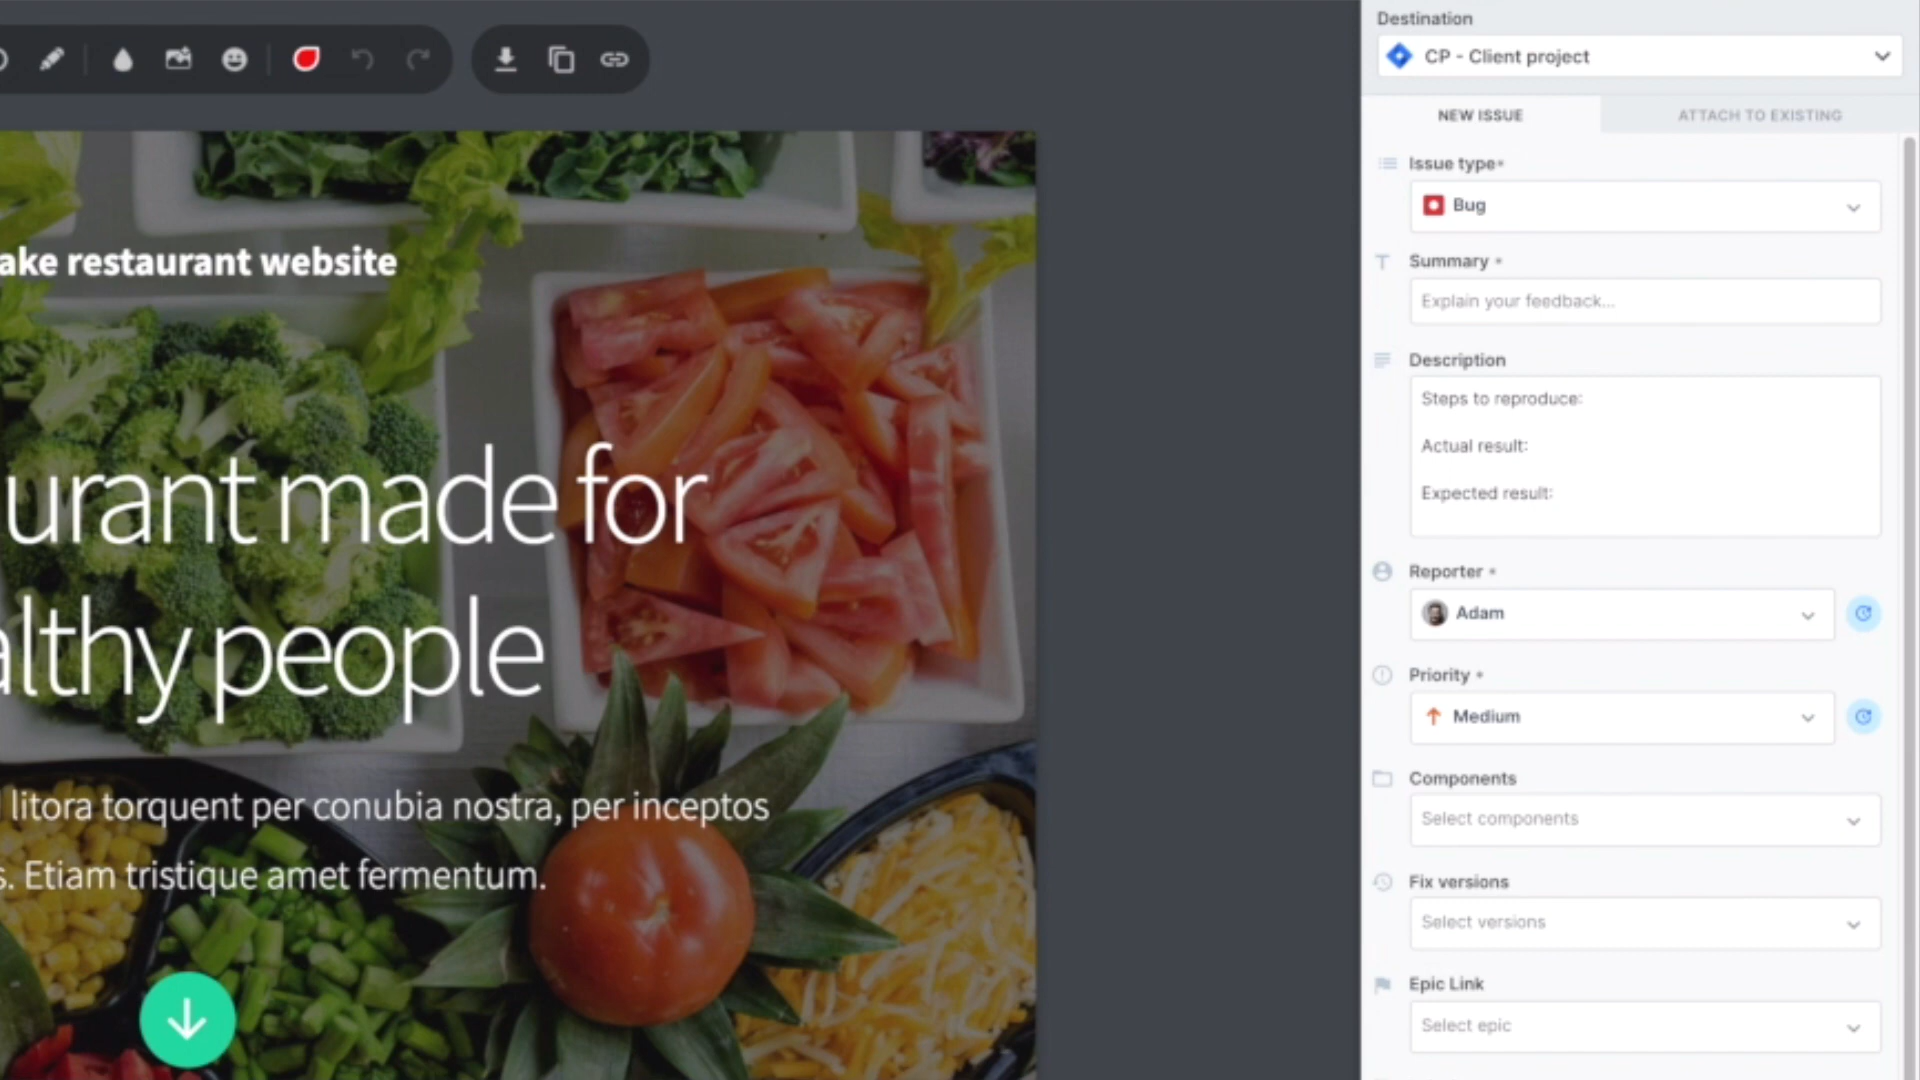 ake restaurant website
urant made for
althy people
litora torquent per conubia nostra, per inceptos
s. Etiam tristique amet fermentum.
Destination
CP - Client project
NEW ISSUE
ATTACH TO EXISTING
Issue type*
Bug
Summary *
Explain your feedback...
Description
Steps to reproduce:
Actual result:
Expected result:
Reporter *
Adam
Priority *
Medium
Components
Select components
Fix versions
Select versions
Epic Link
Select epic